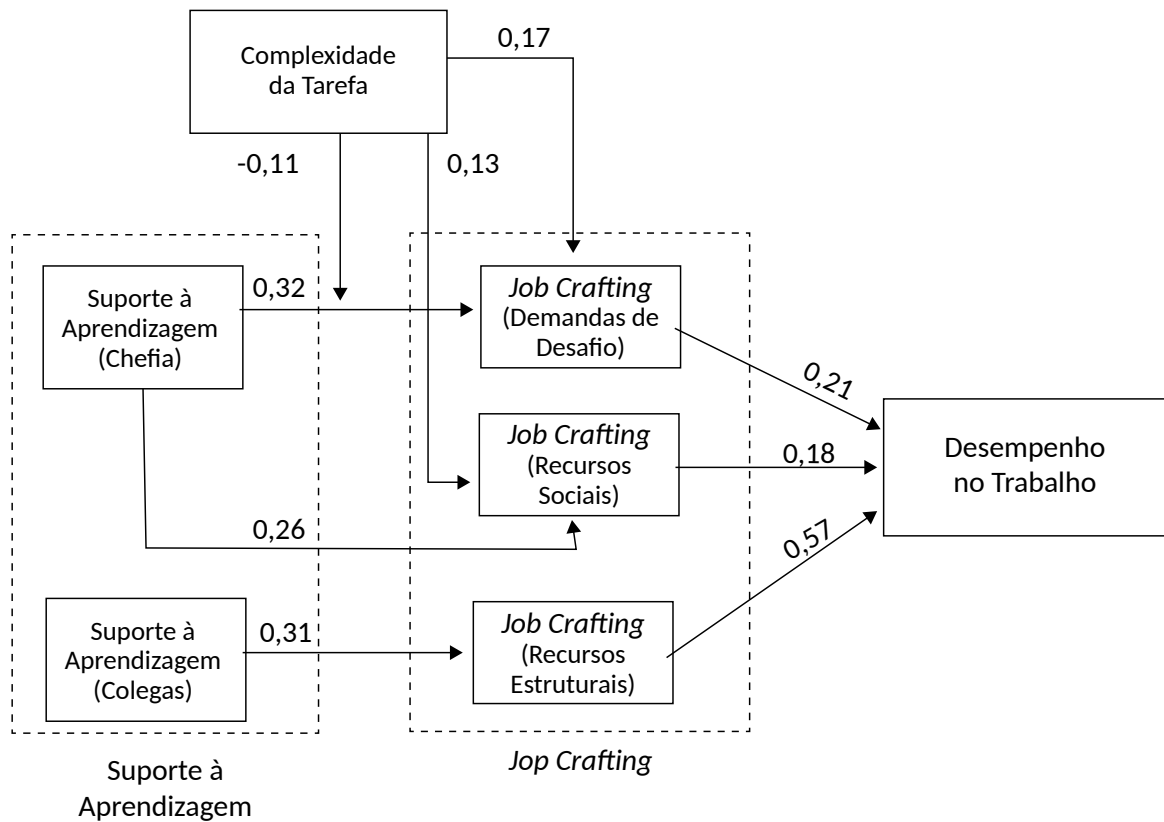 Complexidade
da Tarefa
0,17
-0,11
0,13
Suporte à
Aprendizagem
(Chefia)
0,32
Job Crafting
(Demandas de
Desafio)
0,21
Job Crafting
(Recursos
Sociais)
0,18
Desempenho
no Trabalho
0,26
0,57
Suporte à
Aprendizagem
(Colegas)
0,31
Job Crafting
(Recursos
Estruturais)
Suporte à
Aprendizagem
Jop Crafting